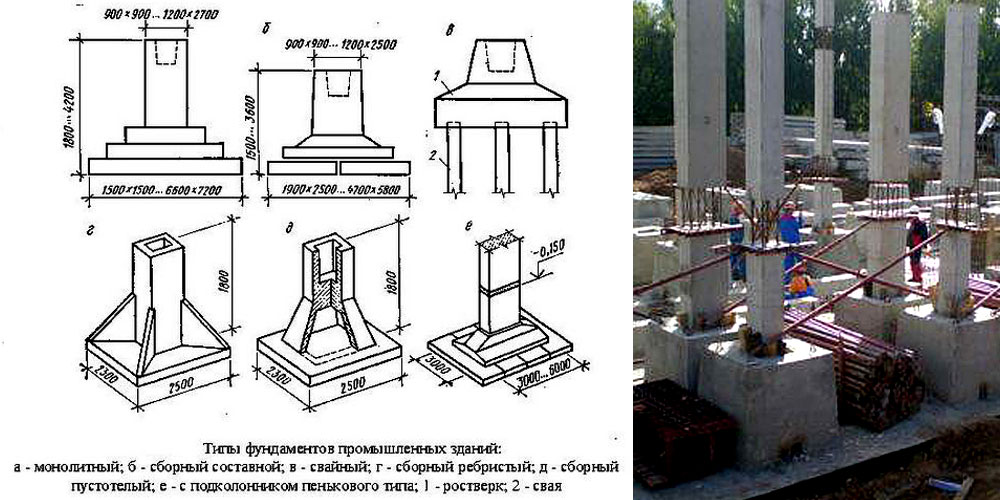 900×900... 1200×2700
б
900×900... 1200×2500
в
1800... 4200
1500... 3600
1
2
1500×1500... 6600×7200
1900×2500... 4700×5800
г
1800
2300
2500
д
1800
2300
2500
е
-0,150
3000
3000... 6000
Типы фундаментов промышленных зданий:
а - монолитный; б - сборный составной; в - свайный; г - сборный ребристый; д - сборный
пустотелый; е - с подколонником пенькового типа; 1 - ростверк; 2 - свая